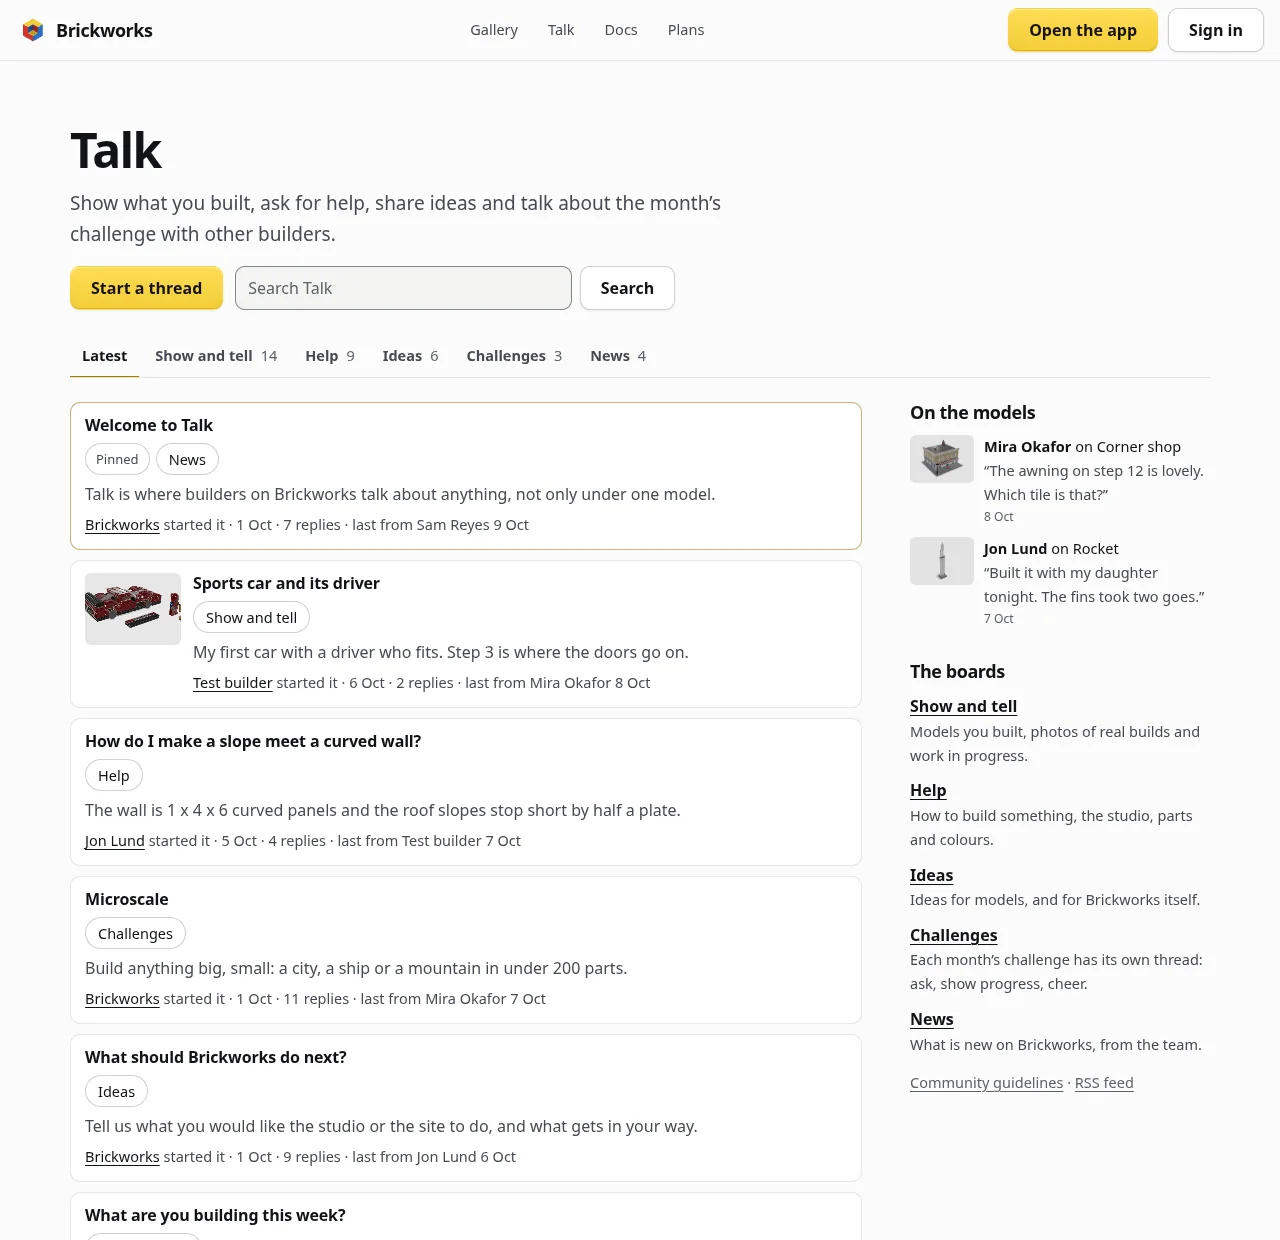 Brickworks
Gallery
Talk
Docs
Plans
Open the app
Sign in
Talk
Show what you built, ask for help, share ideas and talk about the month’s
challenge with other builders.
Start a thread
Search Talk
Search
Latest
Show and tell 14
Help 9
Ideas 6
Challenges 3
News 4
Welcome to Talk
Pinned
News
Talk is where builders on Brickworks talk about anything, not only under one model.
Brickworks started it · 1 Oct · 7 replies · last from Sam Reyes 9 Oct
Sports car and its driver
Show and tell
My first car with a driver who fits. Step 3 is where the doors go on.
Test builder started it · 6 Oct · 2 replies · last from Mira Okafor 8 Oct
How do I make a slope meet a curved wall?
Help
The wall is 1 x 4 x 6 curved panels and the roof slopes stop short by half a plate.
Jon Lund started it · 5 Oct · 4 replies · last from Test builder 7 Oct
Microscale
Challenges
Build anything big, small: a city, a ship or a mountain in under 200 parts.
Brickworks started it · 1 Oct · 11 replies · last from Mira Okafor 7 Oct
What should Brickworks do next?
Ideas
Tell us what you would like the studio or the site to do, and what gets in your way.
Brickworks started it · 1 Oct · 9 replies · last from Jon Lund 6 Oct
What are you building this week?
On the models
Mira Okafor on Corner shop
“The awning on step 12 is lovely.
Which tile is that?”
8 Oct
Jon Lund on Rocket
“Built it with my daughter
tonight. The fins took two goes.”
7 Oct
The boards
Show and tell
Models you built, photos of real builds and
work in progress.
Help
How to build something, the studio, parts
and colours.
Ideas
Ideas for models, and for Brickworks itself.
Challenges
Each month’s challenge has its own thread:
ask, show progress, cheer.
News
What is new on Brickworks, from the team.
Community guidelines · RSS feed